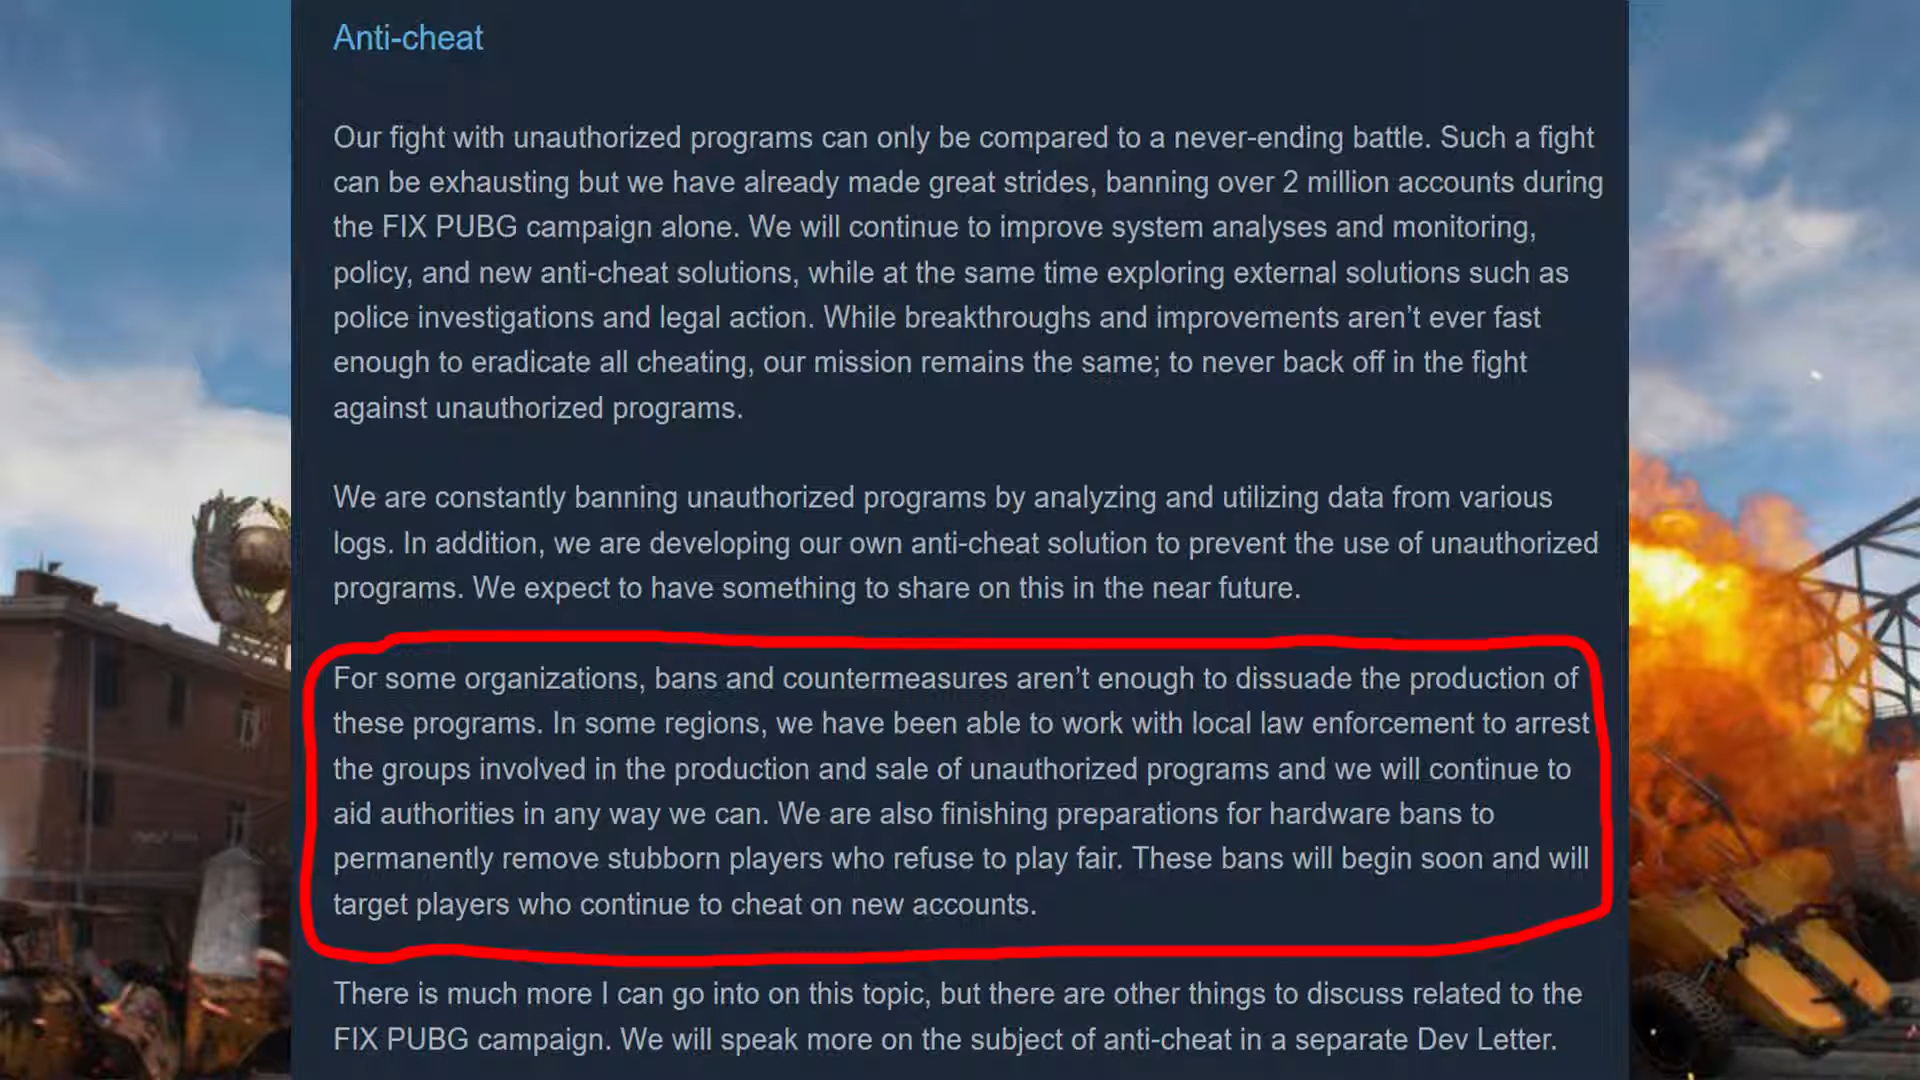 Anti-cheat
Our fight with unauthorized programs can only be compared to a never-ending battle. Such a fight
can be exhausting but we have already made great strides, banning over 2 million accounts during
the FIX PUBG campaign alone. We will continue to improve system analyses and monitoring,
policy, and new anti-cheat solutions, while at the same time exploring external solutions such as
police investigations and legal action. While breakthroughs and improvements aren’t ever fast
enough to eradicate all cheating, our mission remains the same; to never back off in the fight
against unauthorized programs.
We are constantly banning unauthorized programs by analyzing and utilizing data from various
logs. In addition, we are developing our own anti-cheat solution to prevent the use of unauthorized
programs. We expect to have something to share on this in the near future.
For some organizations, bans and countermeasures aren’t enough to dissuade the production of
these programs. In some regions, we have been able to work with local law enforcement to arrest
the groups involved in the production and sale of unauthorized programs and we will continue to
aid authorities in any way we can. We are also finishing preparations for hardware bans to
permanently remove stubborn players who refuse to play fair. These bans will begin soon and will
target players who continue to cheat on new accounts.
There is much more I can go into on this topic, but there are other things to discuss related to the
FIX PUBG campaign. We will speak more on the subject of anti-cheat in a separate Dev Letter.